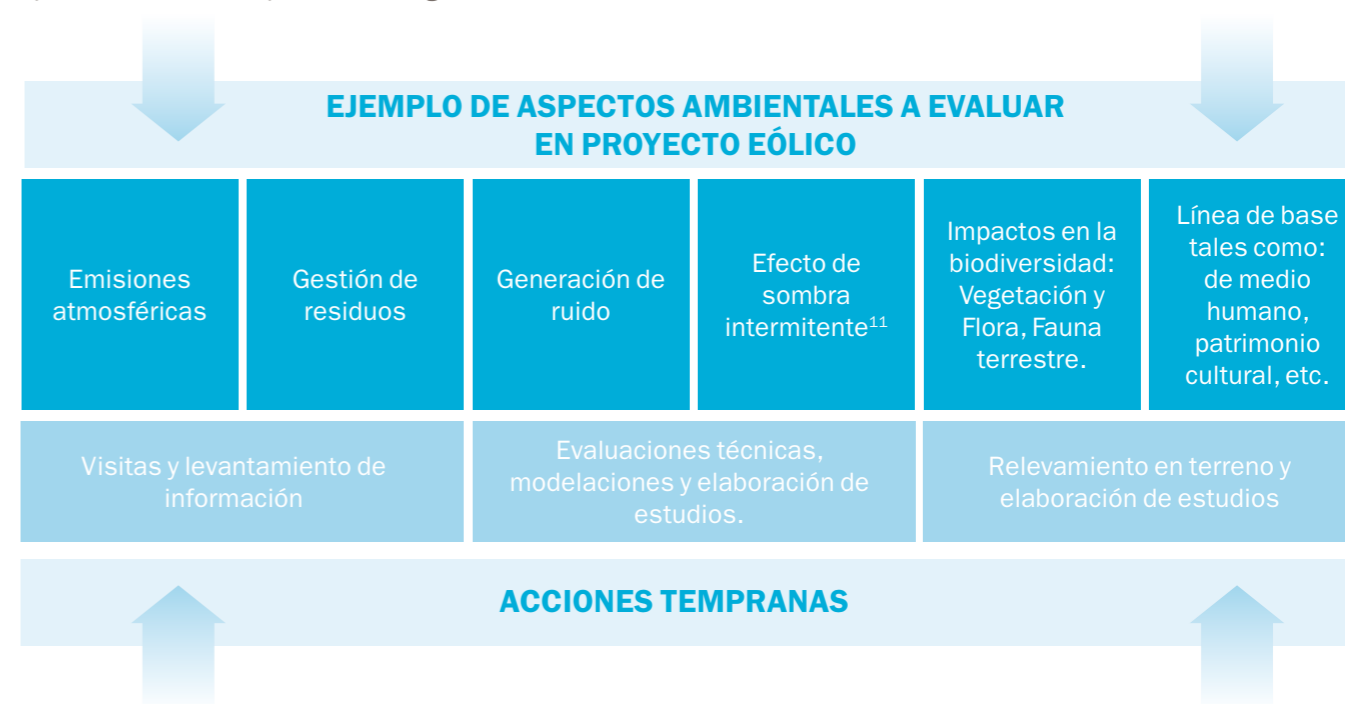 EJEMPLO DE ASPECTOS AMBIENTALES A EVALUAR
EN PROYECTO EÓLICO
Emisiones
atmosféricas
Gestión de
residuos
Generación de
ruido
Efecto de
sombra
intermitente¹¹
Impactos en la
biodiversidad:
Vegetación y
Flora, Fauna
terrestre.
Línea de base
tales como:
de medio
humano,
patrimonio
cultural, etc.
Visitas y levantamiento de
información
Evaluaciones técnicas,
modelaciones y elaboración de
estudios.
Relevamiento en terreno y
elaboración de estudios
ACCIONES TEMPRANAS